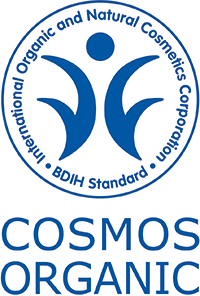 International Organic and Natural Cosmetics Corporation
• BDIH Standard •
COSMOS
ORGANIC